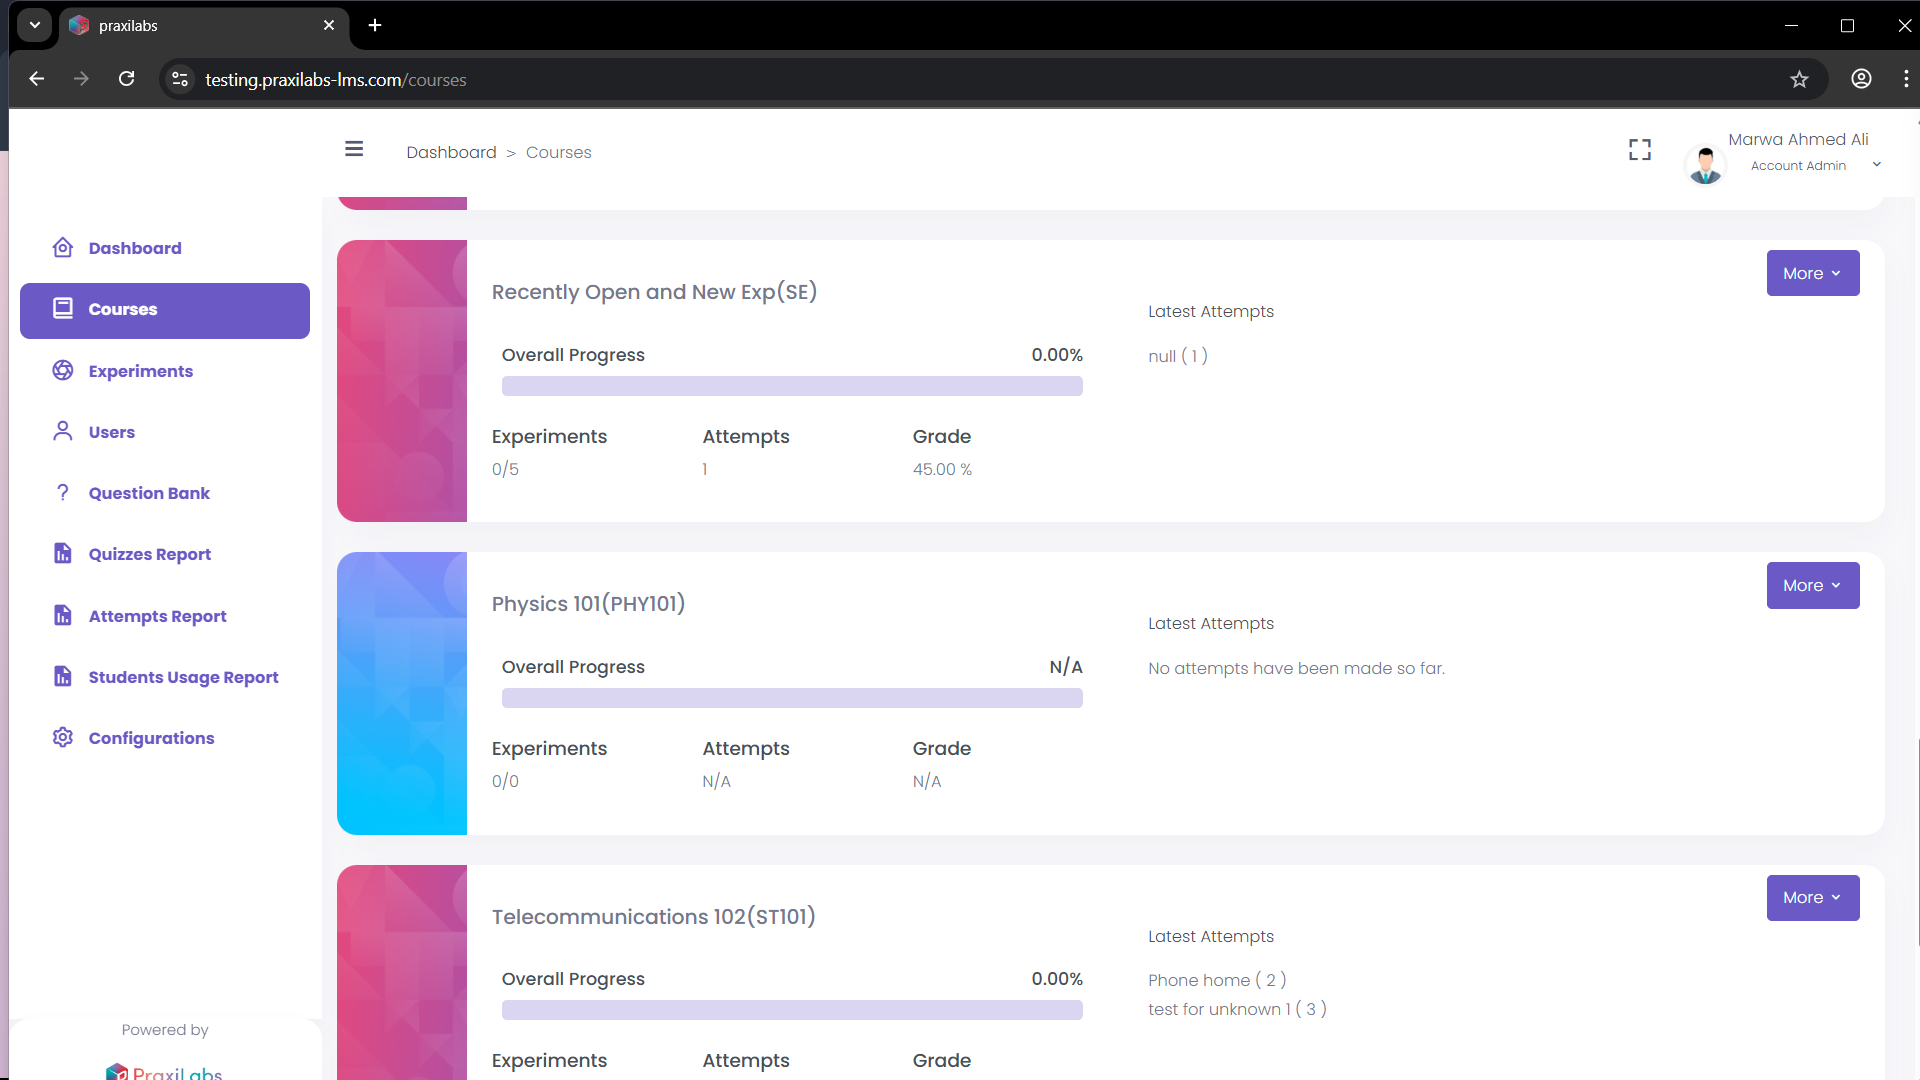 praxilabs
testing.praxilabs-lms.com/courses
Dashboard > Courses
Marwa Ahmed Ali
Account Admin
Dashboard
Courses
Experiments
Users
Question Bank
Quizzes Report
Attempts Report
Students Usage Report
Configurations
Powered by
PraxiLabs
Recently Open and New Exp(SE)
More
Overall Progress 0.00%
Experiments Attempts Grade
0/5 1 45.00 %
Latest Attempts
null ( 1 )
Physics 101(PHY101)
More
Overall Progress N/A
Experiments Attempts Grade
0/0 N/A N/A
Latest Attempts
No attempts have been made so far.
Telecommunications 102(ST101)
More
Overall Progress 0.00%
Experiments Attempts Grade
Latest Attempts
Phone home ( 2 )
test for unknown 1 ( 3 )